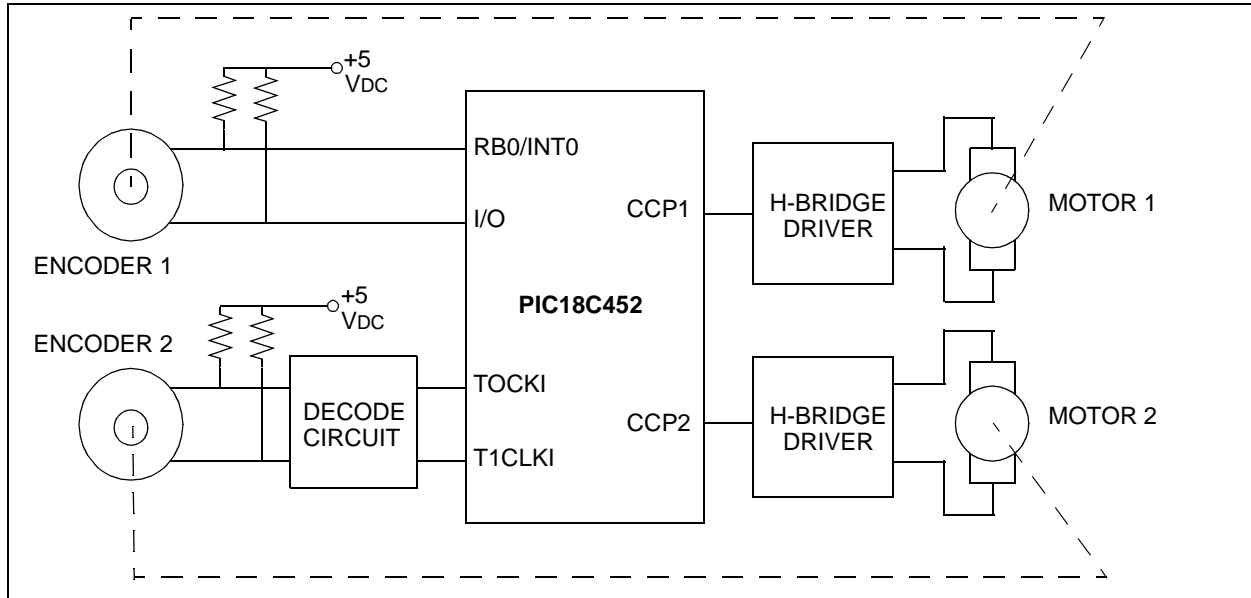 +5
VDC
RB0/INT0
I/O
ENCODER 1
CCP1
H-BRIDGE
DRIVER
MOTOR 1
PIC18C452
+5
VDC
ENCODER 2
DECODE
CIRCUIT
TOCKI
T1CLKI
CCP2
H-BRIDGE
DRIVER
MOTOR 2